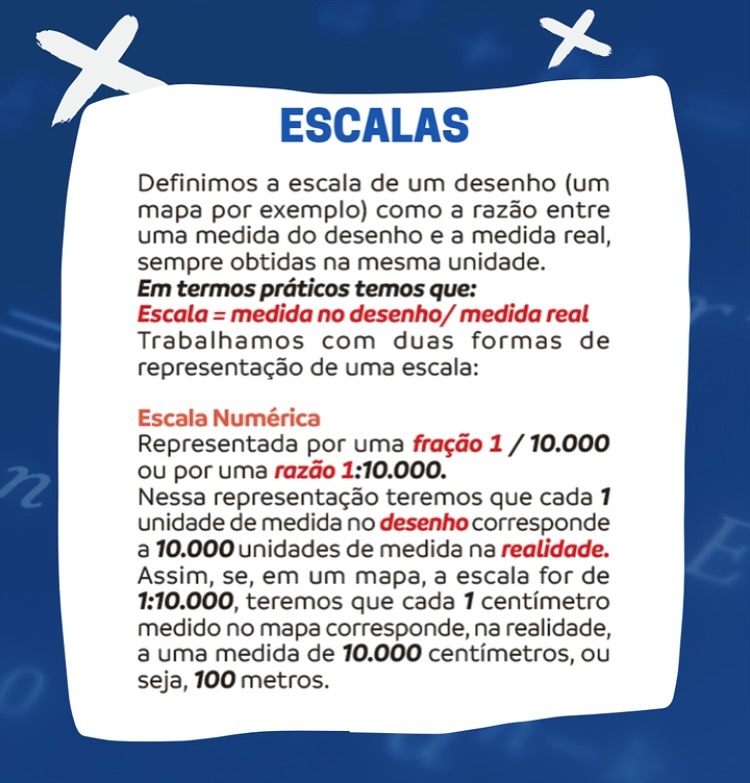 ESCALAS
Definimos a escala de um desenho (um
mapa por exemplo) como a razão entre
uma medida do desenho e a medida real,
sempre obtidas na mesma unidade.
Em termos práticos temos que:
Escala = medida no desenho/ medida real
Trabalhamos com duas formas de
representação de uma escala:
Escala Numérica
Representada por uma fração 1 / 10.000
ou por uma razão 1:10.000.
Nessa representação teremos que cada 1
unidade de medida no desenho corresponde
a 10.000 unidades de medida na realidade.
Assim, se, em um mapa, a escala for de
1:10.000, teremos que cada 1 centímetro
medido no mapa corresponde, na realidade,
a uma medida de 10.000 centímetros, ou
seja, 100 metros.